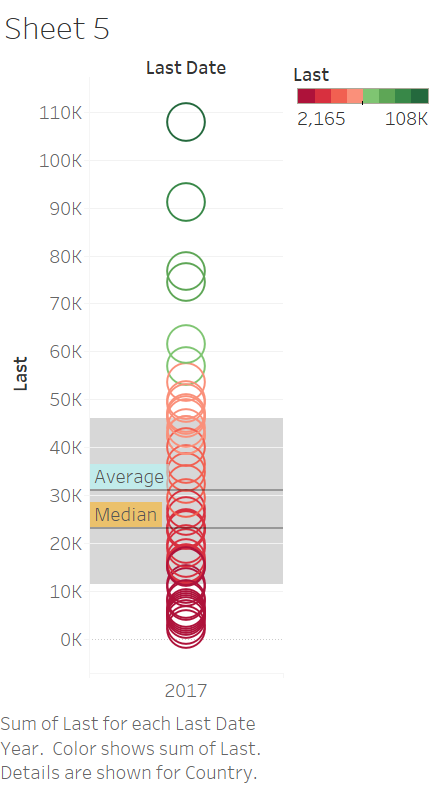 Sheet 5
Last Date
Last
2,165 108K
110K
100K
90K
80K
70K
60K
50K
40K
30K
20K
10K
0K
Last
Average
Median
2017
Sum of Last for each Last Date
Year. Color shows sum of Last.
Details are shown for Country.